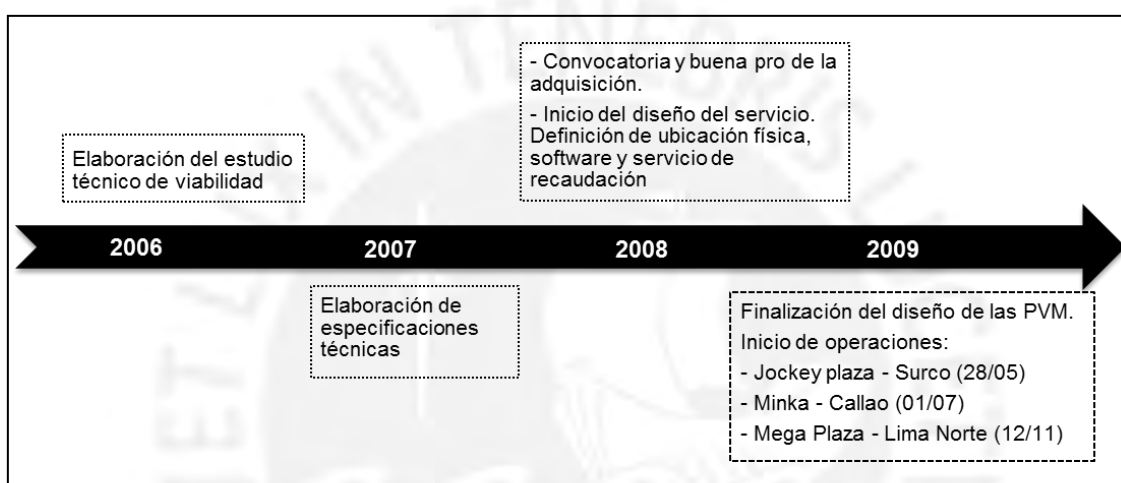 - Convocatoria y buena pro de la
adquisición.
- Inicio del diseño del servicio.
Definición de ubicación física,
software y servicio de
recaudación
Elaboración del estudio
técnico de viabilidad
2006 2007 2008 2009
Elaboración de
especificaciones
técnicas
Finalización del diseño de las PVM.
Inicio de operaciones:
- Jockey plaza - Surco (28/05)
- Minka - Callao (01/07)
- Mega Plaza - Lima Norte (12/11)